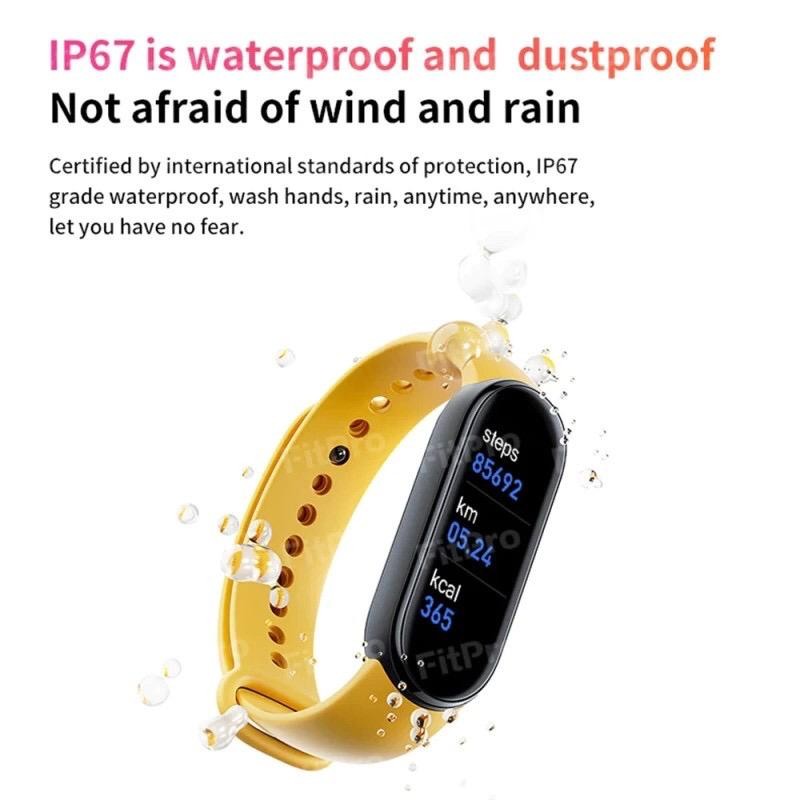 IP67 is waterproof and dustproof
Not afraid of wind and rain
Certified by international standards of protection, IP67
grade waterproof, wash hands, rain, anytime, anywhere,
let you have no fear.
steps
85692
km
05.24
kcal
365
FitPro
FitPro
FitPro
FitPro
FitPro